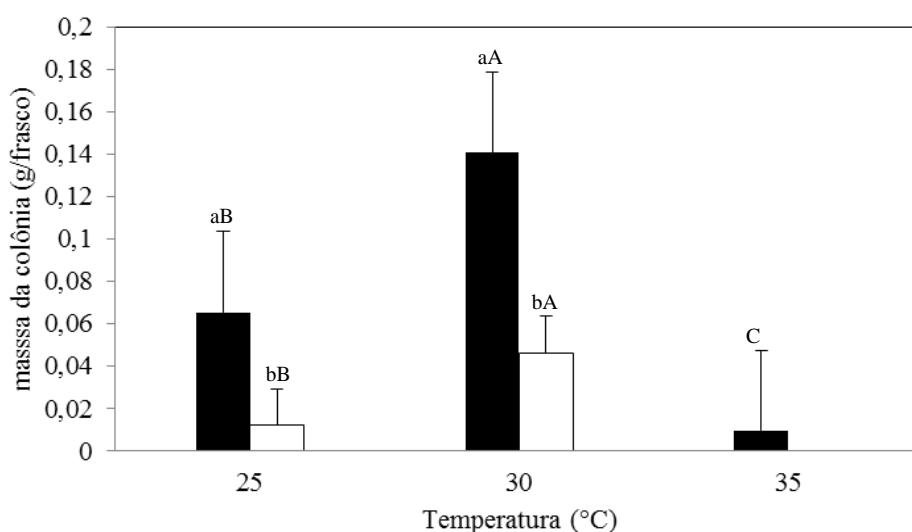 0,2
0,18
0,16
0,14
0,12
0,1
0,08
0,06
0,04
0,02
0
masssa da colônia (g/frasco)
aB
bB
aA
bA
C
25
30
35
Temperatura (°C)